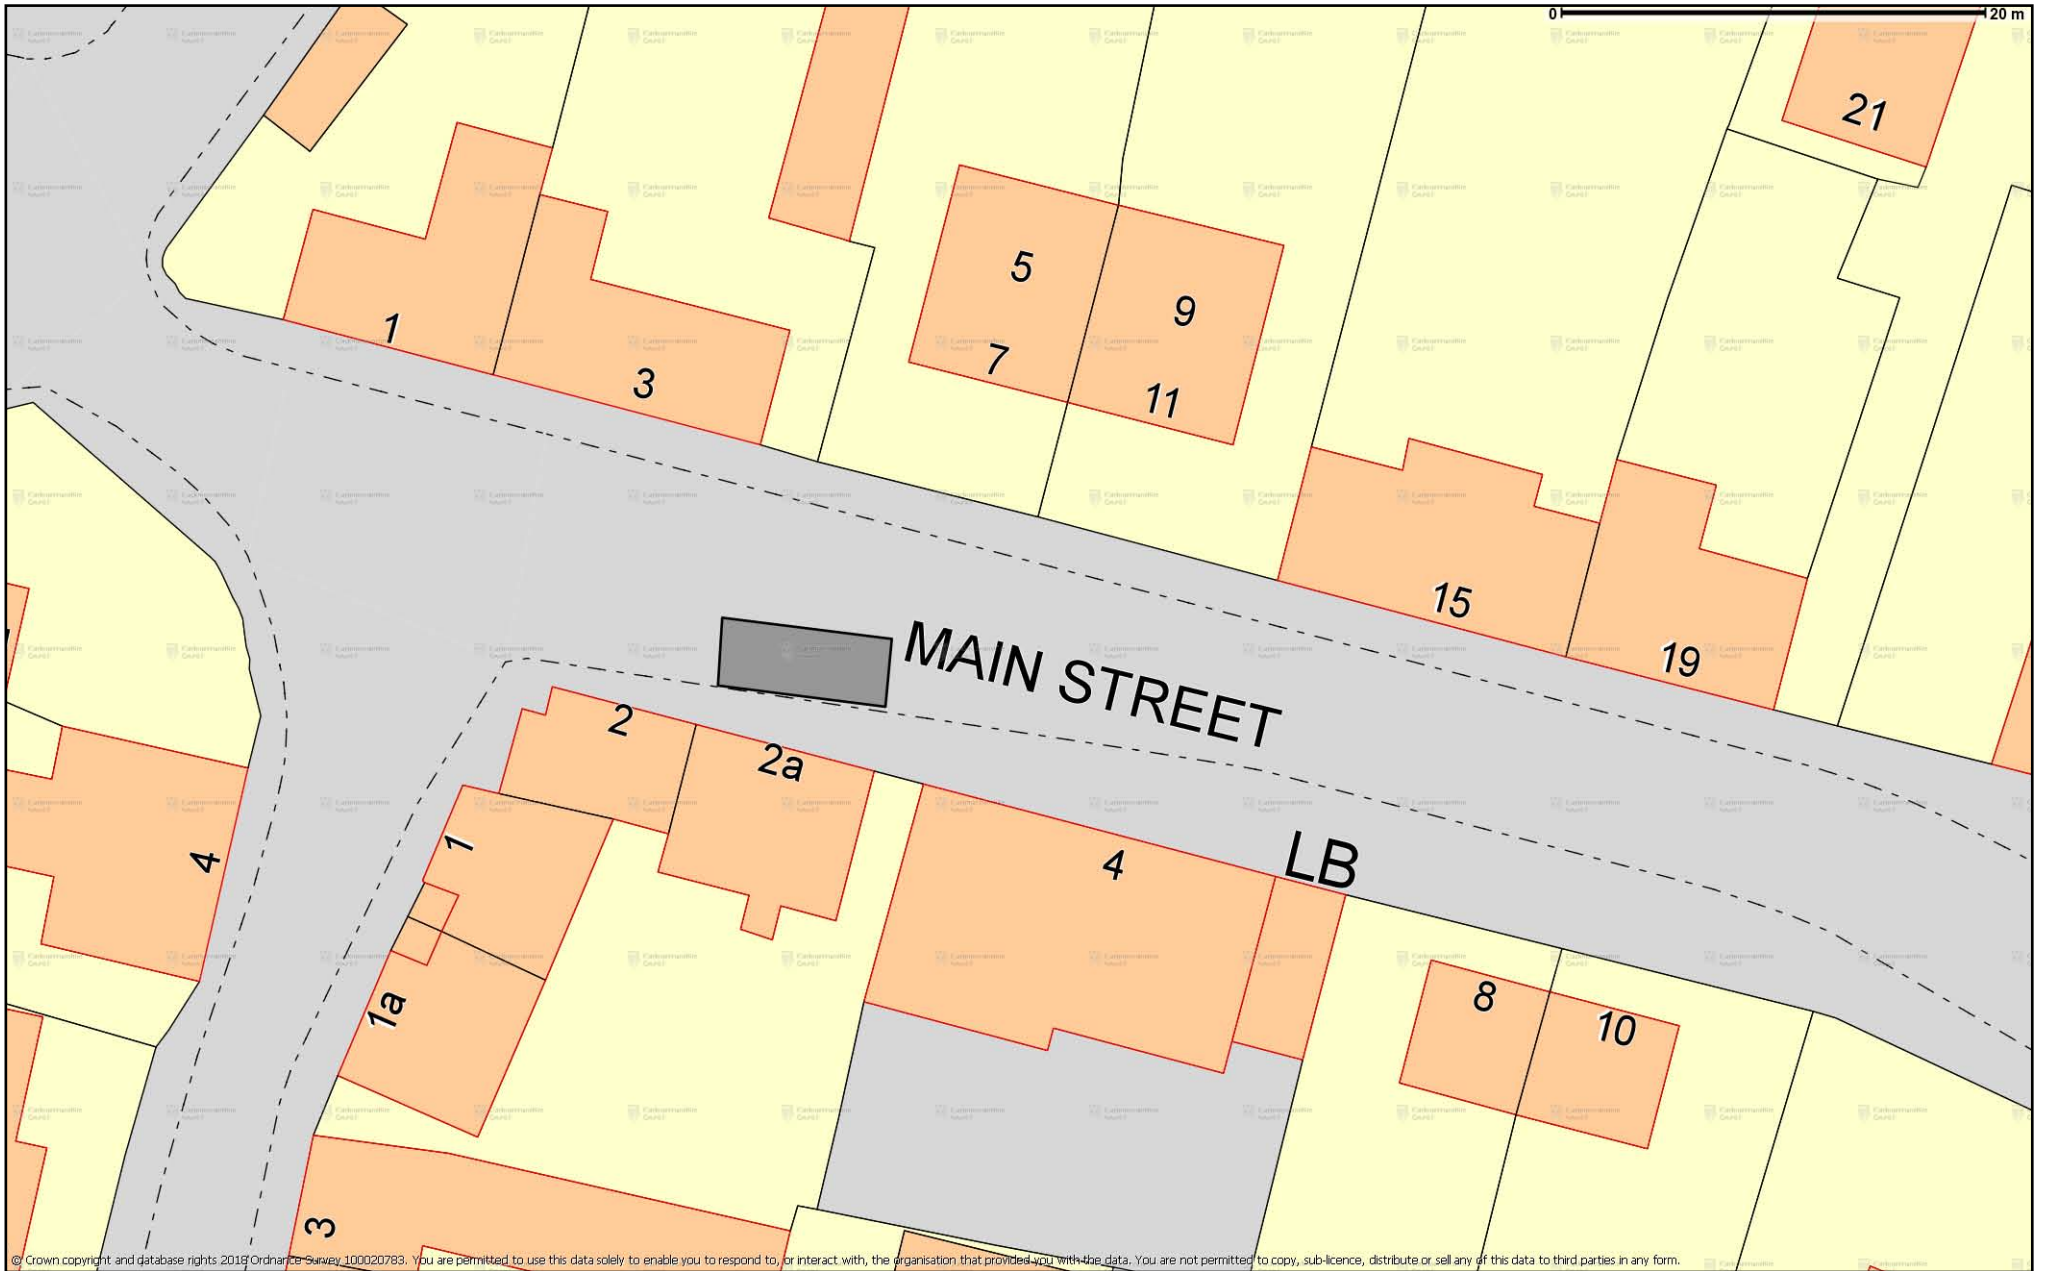 0 20 m
21
5
9
1
3
7
11
15
19
MAIN STREET
2
2a
4
1
4
LB
8
10
1a
3
© Crown copyright and database rights 2018 Ordnance Survey 100020783. You are permitted to use this data solely to enable you to respond to, or interact with, the organisation that provided you with the data. You are not permitted to copy, sub-licence, distribute or sell any of this data to third parties in any form.